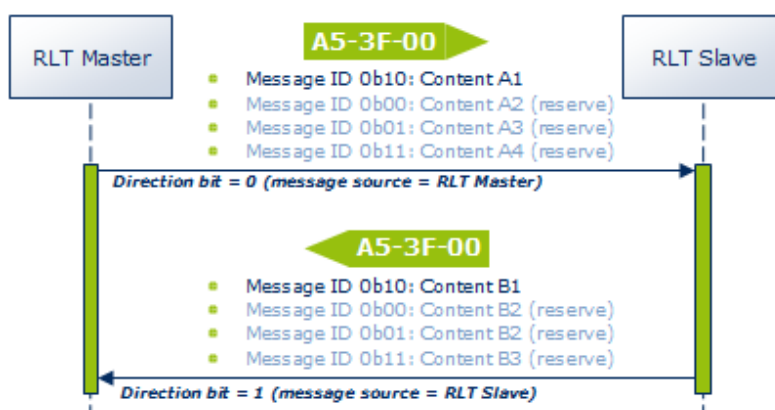 A5-3F-00
RLT Master
RLT Slave
Message ID 0b10: Content A1
Message ID 0b00: Content A2 (reserve)
Message ID 0b01: Content A3 (reserve)
Message ID 0b11: Content A4 (reserve)
Direction bit = 0 (message source = RLT Master)
A5-3F-00
Message ID 0b10: Content B1
Message ID 0b00: Content B2 (reserve)
Message ID 0b01: Content B2 (reserve)
Message ID 0b11: Content B3 (reserve)
Direction bit = 1 (message source = RLT Slave)